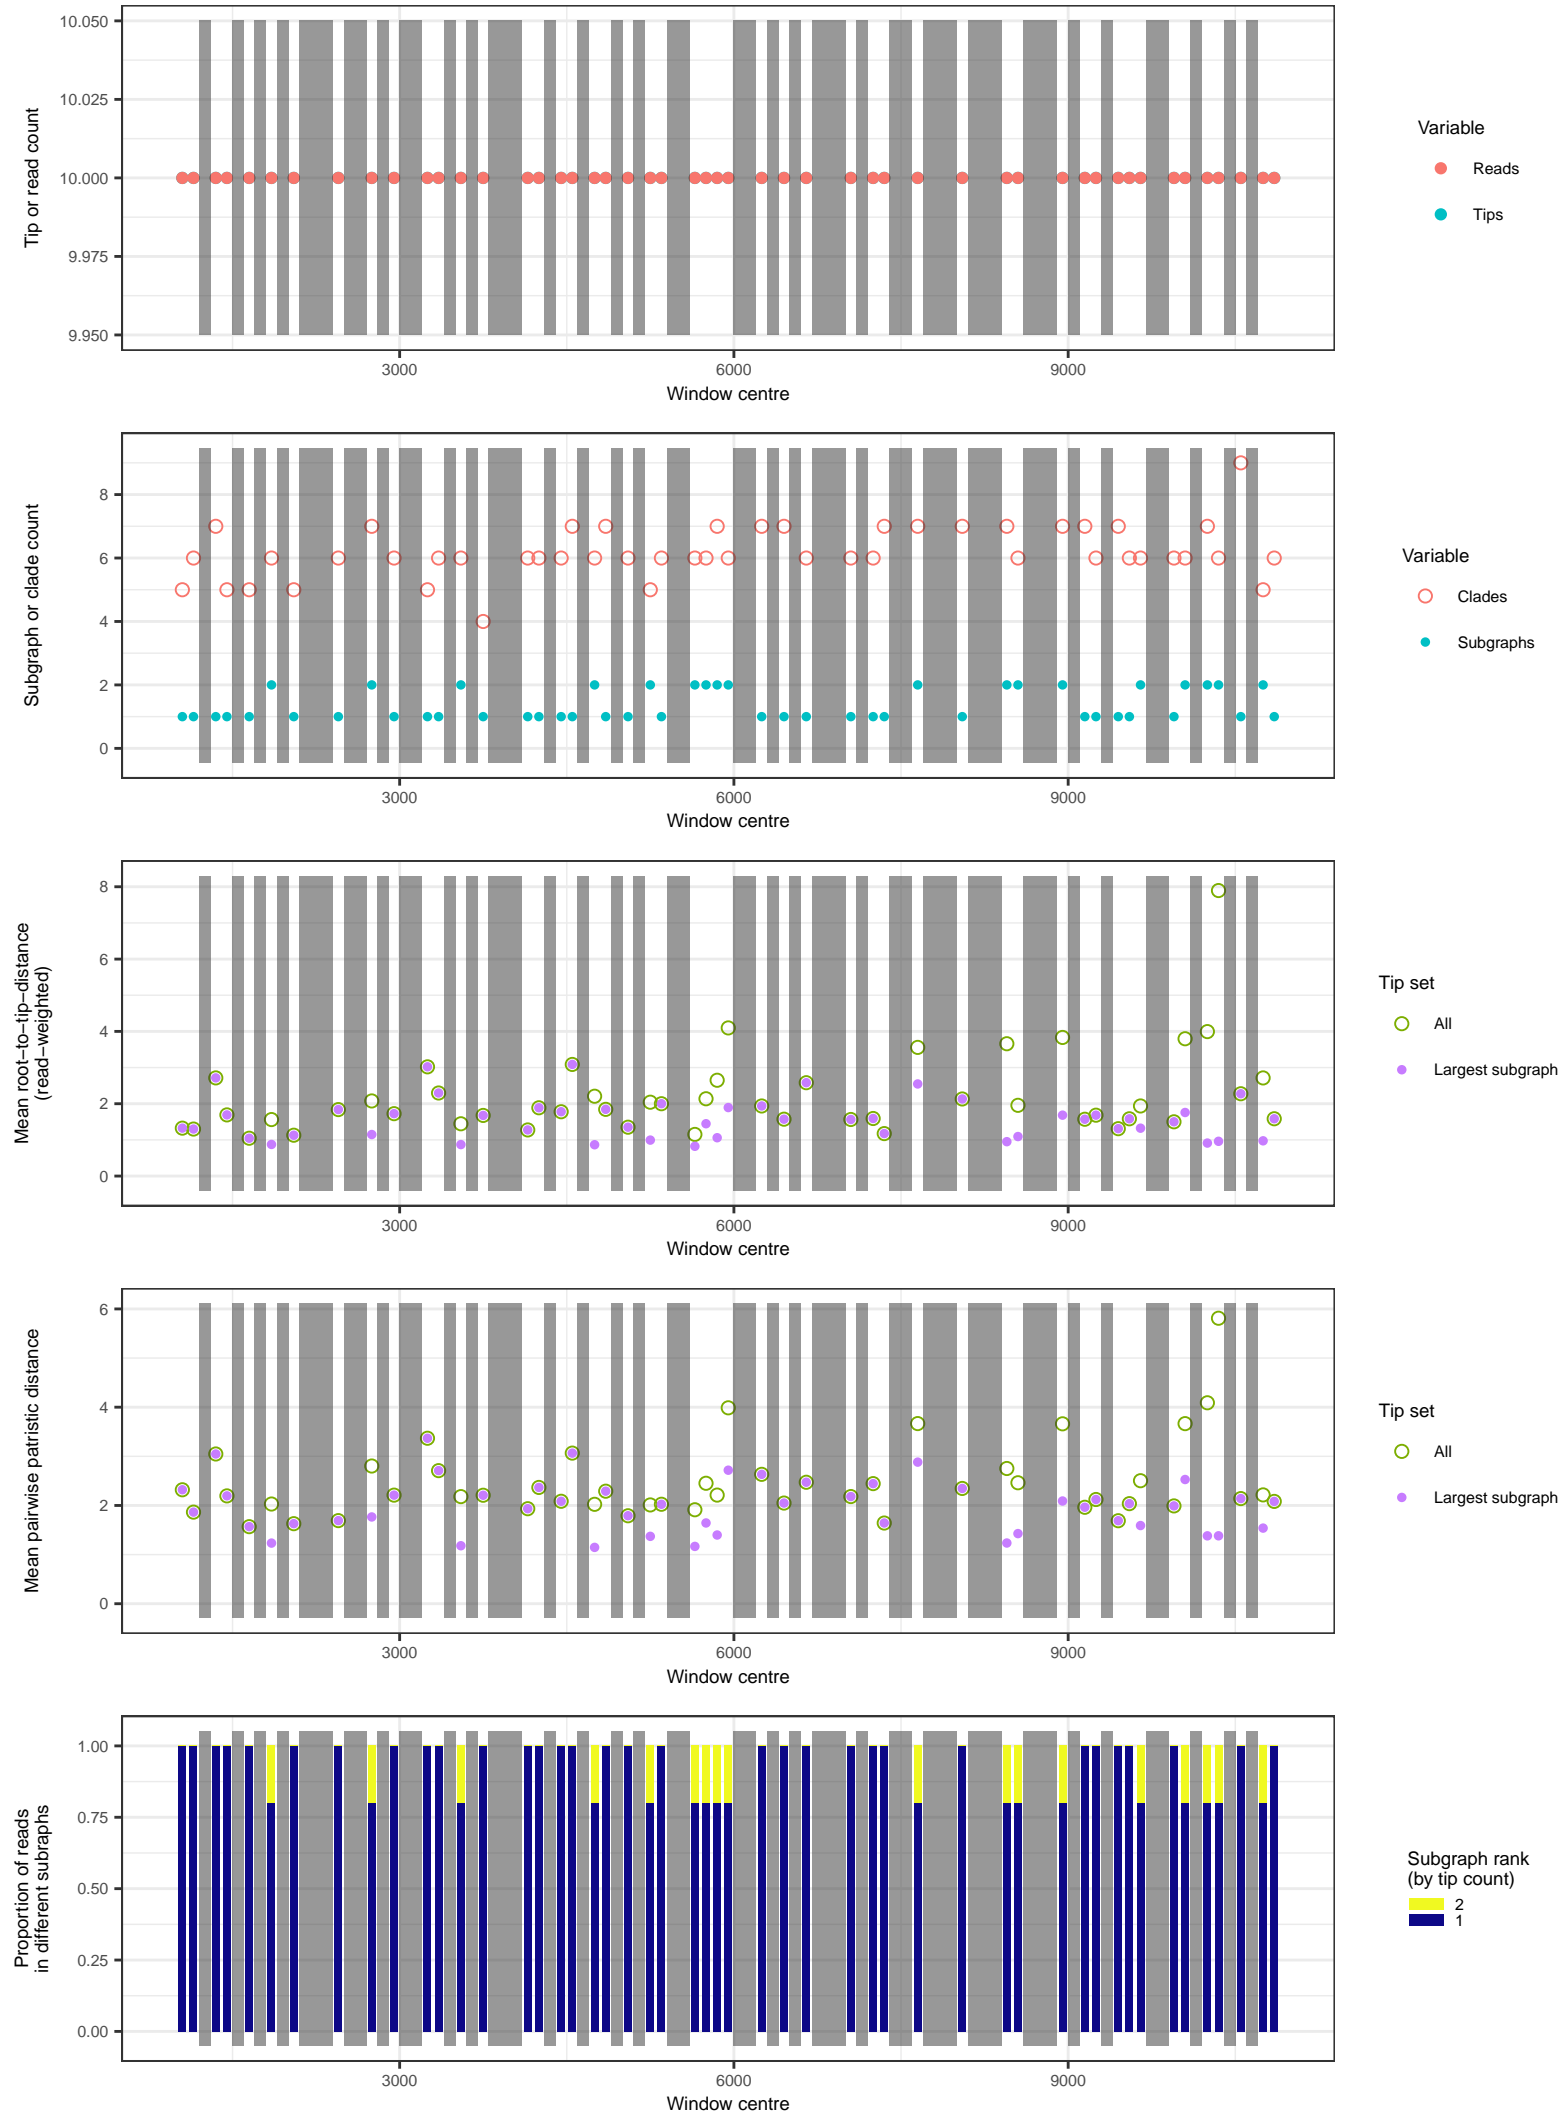 10.050
10.025
10.000
9.975
9.950
Tip or read count
3000
6000
9000
Window centre
Variable
Reads
Tips
8
6
4
2
0
Subgraph or clade count
3000
6000
9000
Window centre
Variable
Clades
Subgraphs
8
6
4
2
0
Mean root−to−tip−distance
(read−weighted)
3000
6000
9000
Window centre
Tip set
All
Largest subgraph
6
4
2
0
Mean pairwise patristic distance
3000
6000
9000
Window centre
Tip set
All
Largest subgraph
1.00
0.75
0.50
0.25
0.00
Proportion of reads
in different subraphs
3000
6000
9000
Window centre
Subgraph rank
(by tip count)
2
1